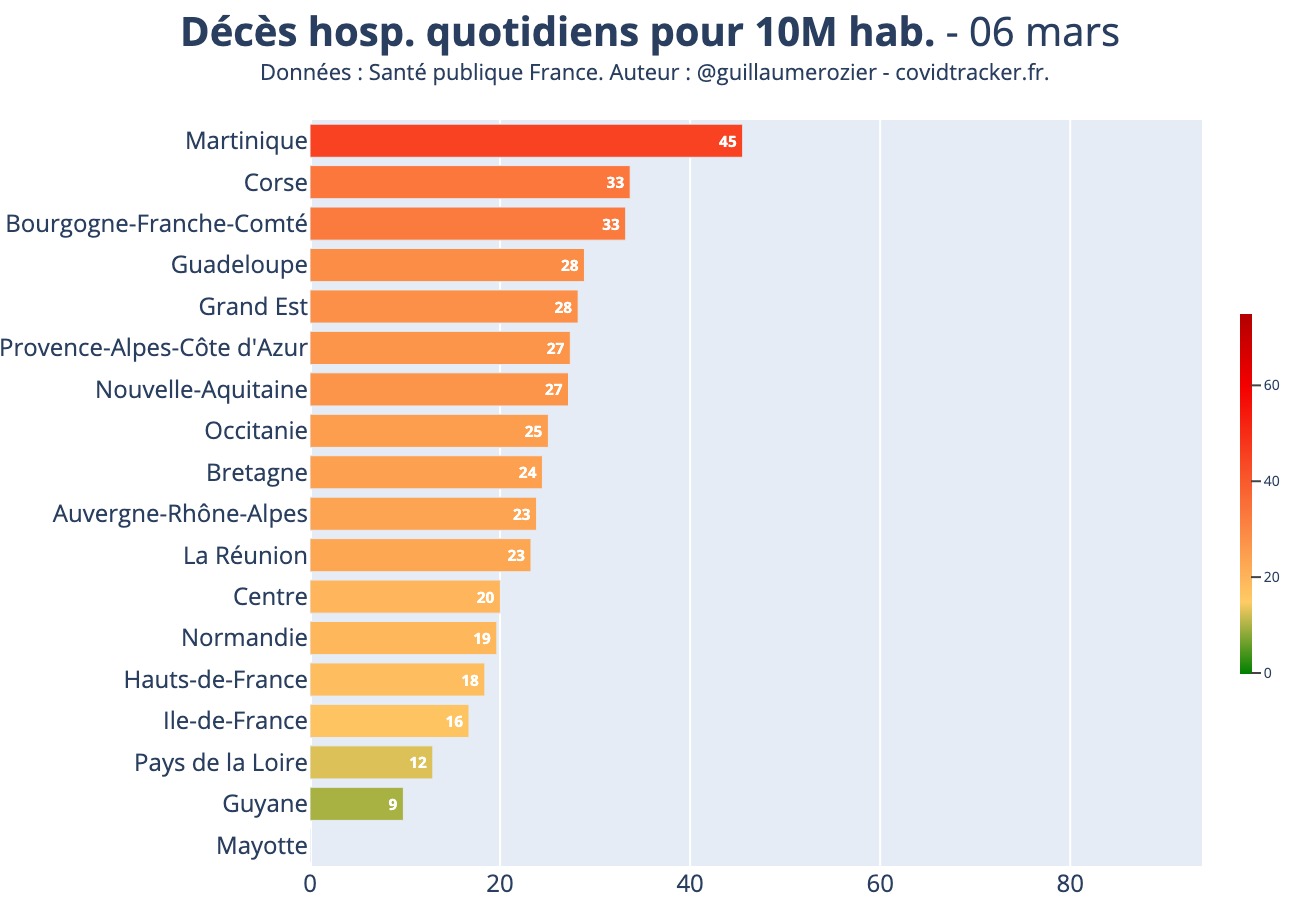 Décès hosp. quotidiens pour 10M hab. - 06 mars
Données : Santé publique France. Auteur : @guillaumerozier - covidtracker.fr.
Martinique 45
Corse 33
Bourgogne-Franche-Comté 33
Guadeloupe 28
Grand Est 28
Provence-Alpes-Côte d'Azur 27
Nouvelle-Aquitaine 27
Occitanie 25
Bretagne 24
Auvergne-Rhône-Alpes 23
La Réunion 23
Centre 20
Normandie 19
Hauts-de-France 18
Ile-de-France 16
Pays de la Loire 12
Guyane 9
Mayotte
0 20 40 60 80
60
40
20
0